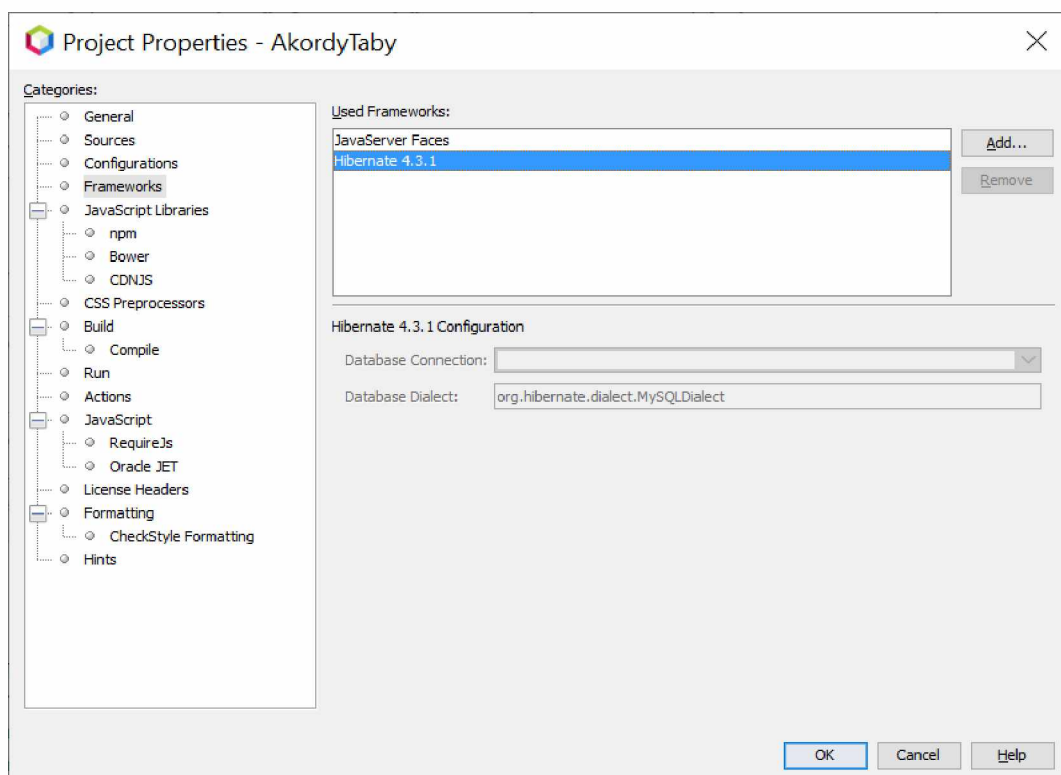 Project Properties - AkordyTaby
Categories:
General
Sources
Configurations
Frameworks
JavaScript Libraries
npm
Bower
CDNJS
CSS Preprocessors
Build
Compile
Run
Actions
JavaScript
RequireJs
Oracle JET
License Headers
Formatting
CheckStyle Formatting
Hints
Used Frameworks:
JavaServer Faces
Hibernate 4.3.1
Add...
Remove
Hibernate 4.3.1 Configuration
Database Connection:
Database Dialect: org.hibernate.dialect.MySQLDialect
OK Cancel Help